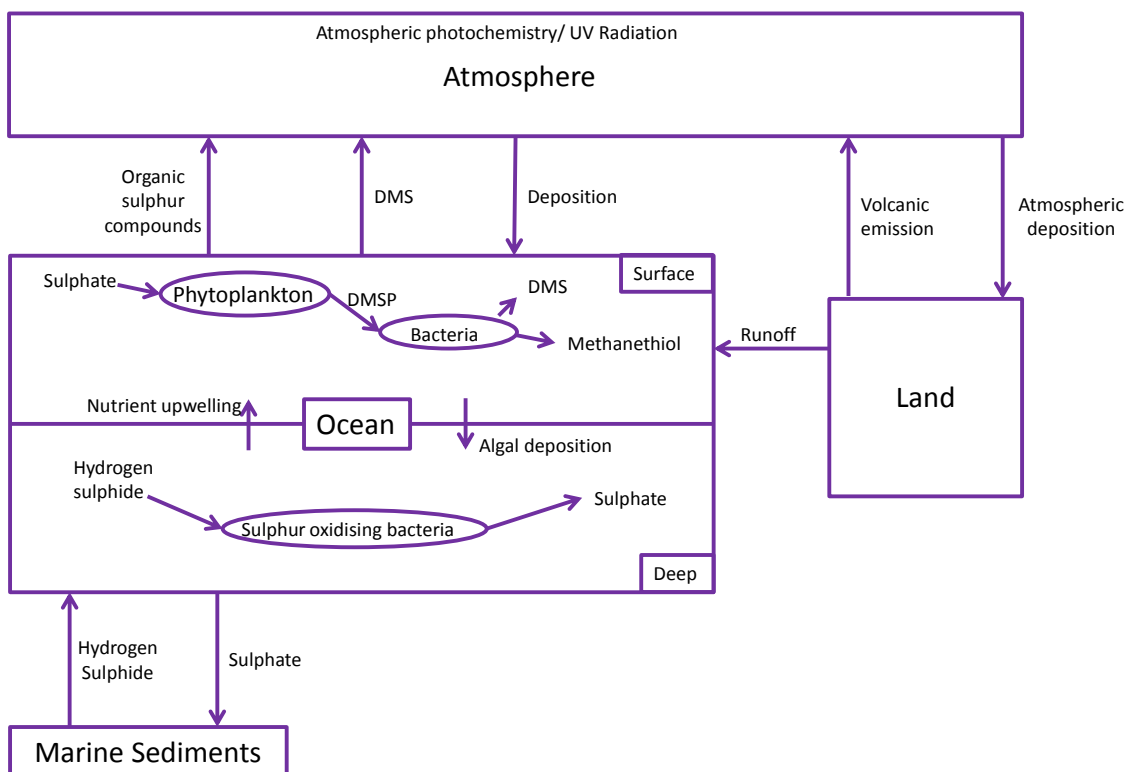 Atmospheric photochemistry/ UV Radiation
Atmosphere
Organic
sulphur
compounds
DMS
Deposition
Volcanic
emission
Atmospheric
deposition
Sulphate
Phytoplankton
DMSP
Bacteria
DMS
Methanethiol
Surface
Runoff
Land
Nutrient upwelling
Ocean
Algal deposition
Hydrogen
sulphide
Sulphur oxidising bacteria
Sulphate
Deep
Hydrogen
Sulphide
Sulphate
Marine Sediments